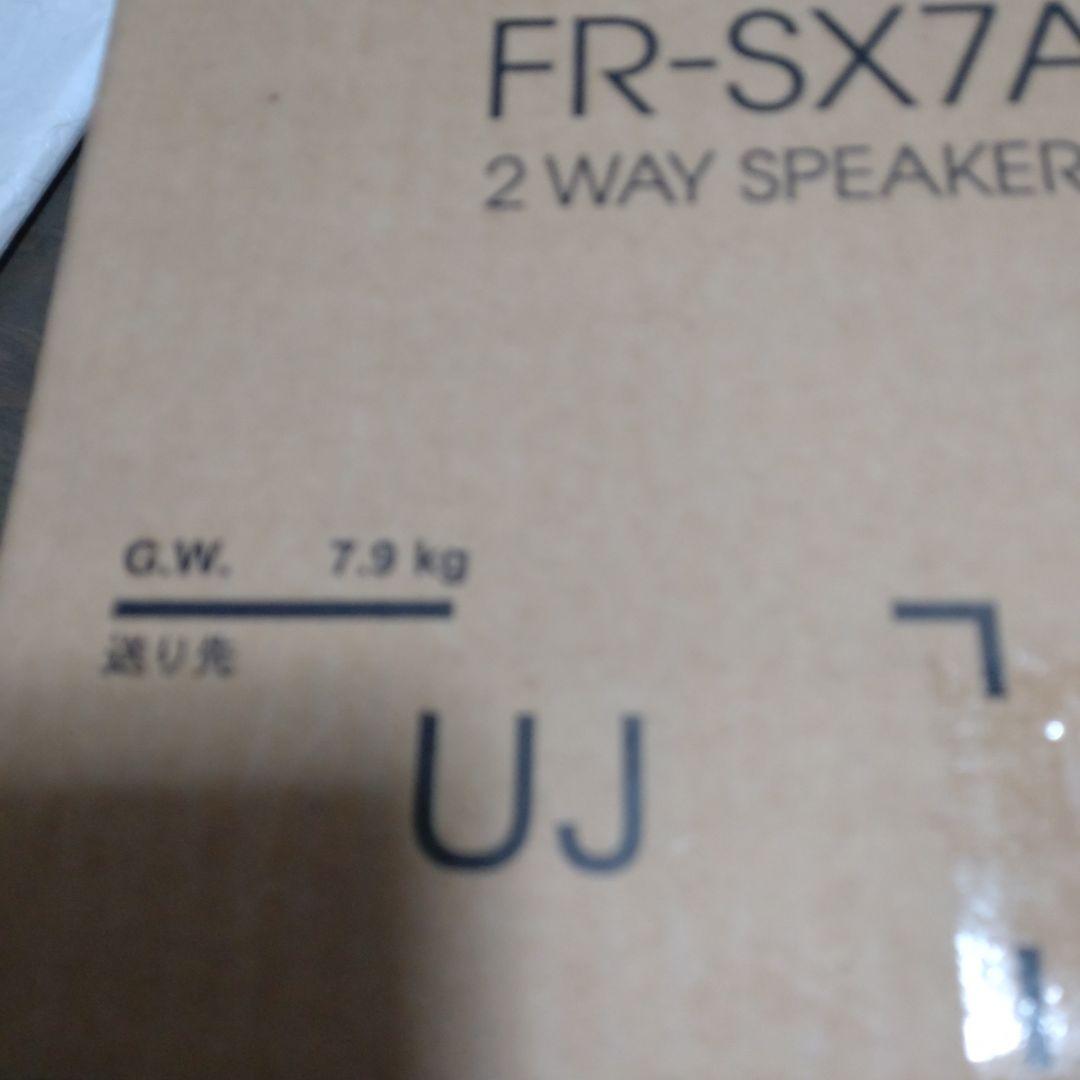 FR-SX7A
2 WAY SPEAKER
G.W. 7.9 kg
送り先
UJ